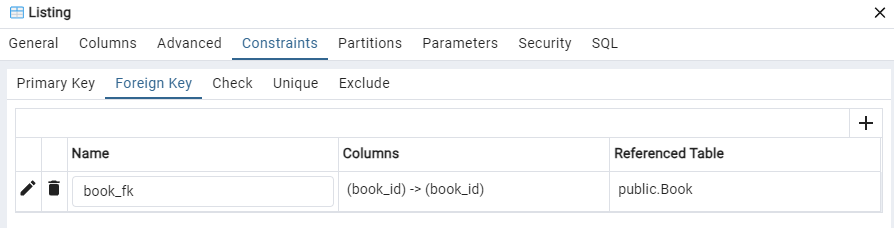 Listing
General Columns Advanced Constraints Partitions Parameters Security SQL
Primary Key Foreign Key Check Unique Exclude
Name Columns Referenced Table
book_fk (book_id) -> (book_id) public.Book